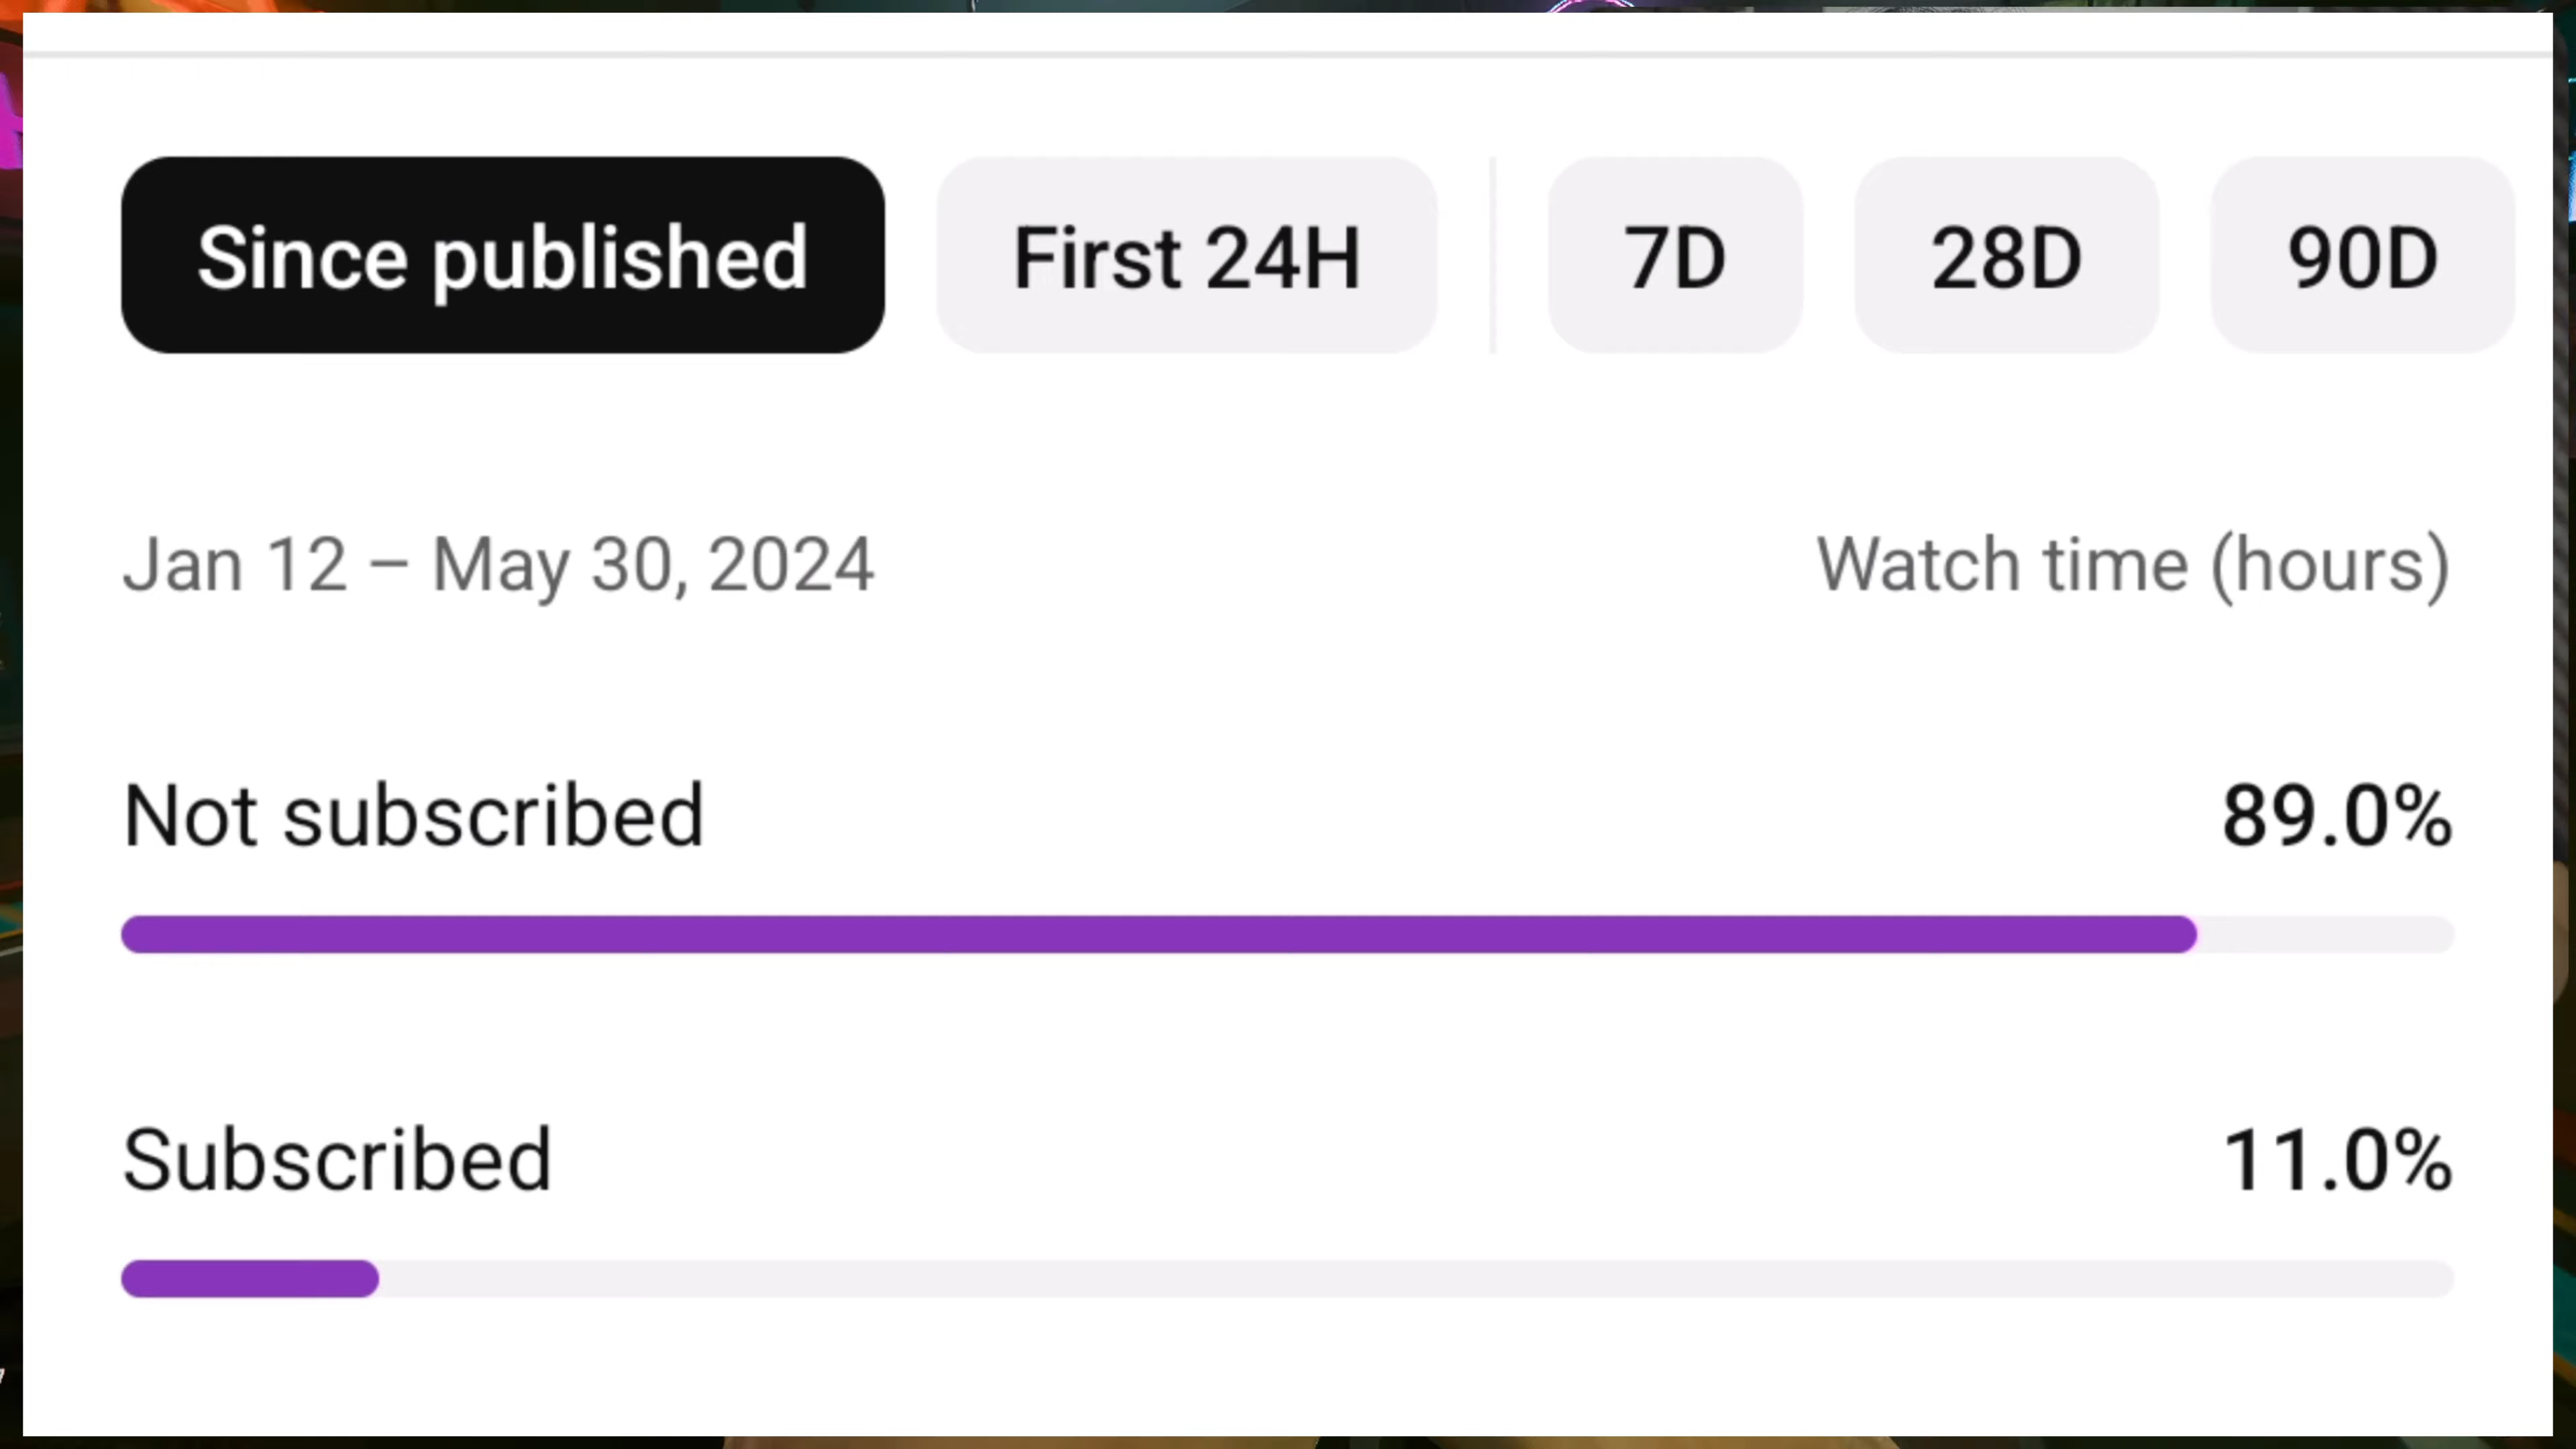 Since published First 24H 7D 28D 90D
Jan 12 – May 30, 2024 Watch time (hours)
Not subscribed 89.0%
Subscribed 11.0%